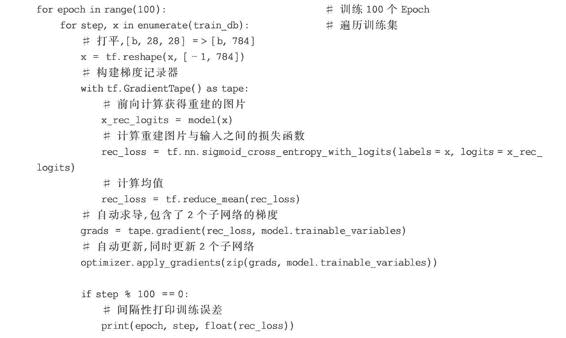 for epoch in range(100): # 训练 100 个 Epoch
for step, x in enumerate(train_db): # 遍历训练集
# 打平,[b, 28, 28] => [b, 784]
x = tf.reshape(x, [-1, 784])
# 构建梯度记录器
with tf.GradientTape() as tape:
# 前向计算获得重建的图片
x_rec_logits = model(x)
# 计算重建图片与输入之间的损失函数
rec_loss = tf.nn.sigmoid_cross_entropy_with_logits(labels=x, logits=x_rec_
logits)
# 计算均值
rec_loss = tf.reduce_mean(rec_loss)
# 自动求导,包含了 2 个子网络的梯度
grads = tape.gradient(rec_loss, model.trainable_variables)
# 自动更新,同时更新 2 个子网络
optimizer.apply_gradients(zip(grads, model.trainable_variables))
if step % 100 ==0:
# 间隔性打印训练误差
print(epoch, step, float(rec_loss))